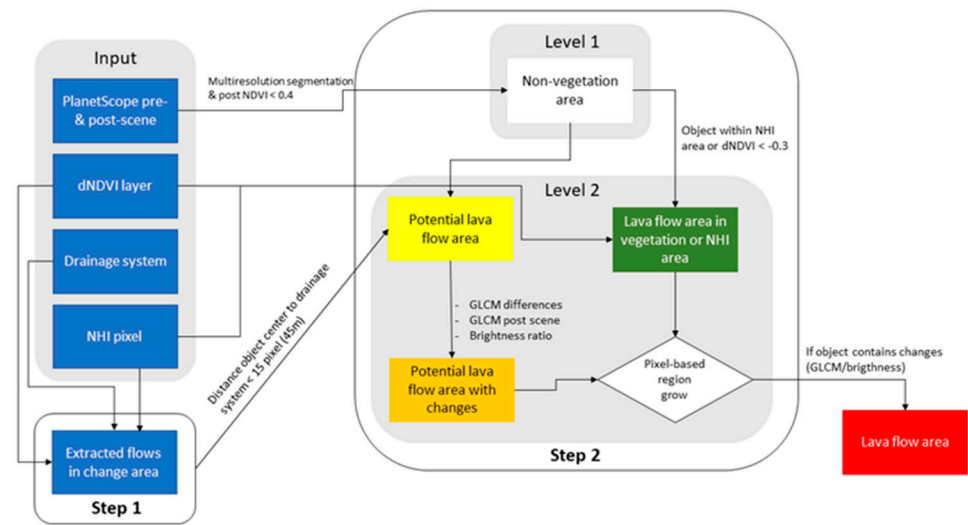 Input
PlanetScope pre-
& post-scene
dNDVI layer
Drainage system
NHI pixel
Extracted flows
in change area
Step 1
Multiresolution segmentation
& post NDVI < 0.4
Distance object center to drainage
system < 15 pixel (45m)
Level 1
Non-vegetation
area
Object within NHI
area or dNDVI < -0.3
Level 2
Potential lava
flow area
Lava flow area in
vegetation or NHI
area
- GLCM differences
- GLCM post scene
- Brightness ratio
Potential lava
flow area with
changes
Pixel-based
region
grow
Step 2
If object contains changes
(GLCM/brigthness)
Lava flow area